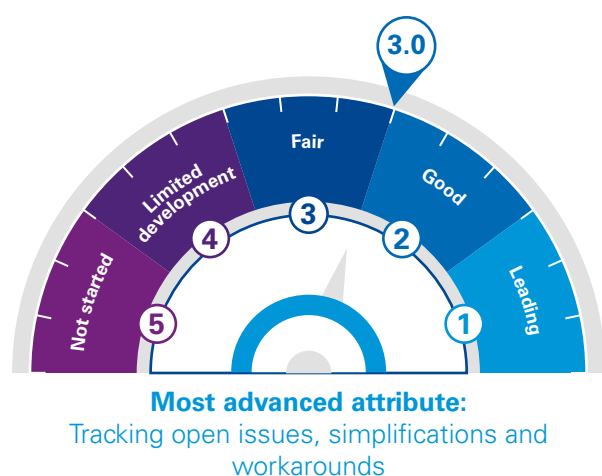 3.0
Fair
Limited
development
Good
Not started
Leading
3
4
2
5
1
Most advanced attribute:
Tracking open issues, simplifications and
workarounds